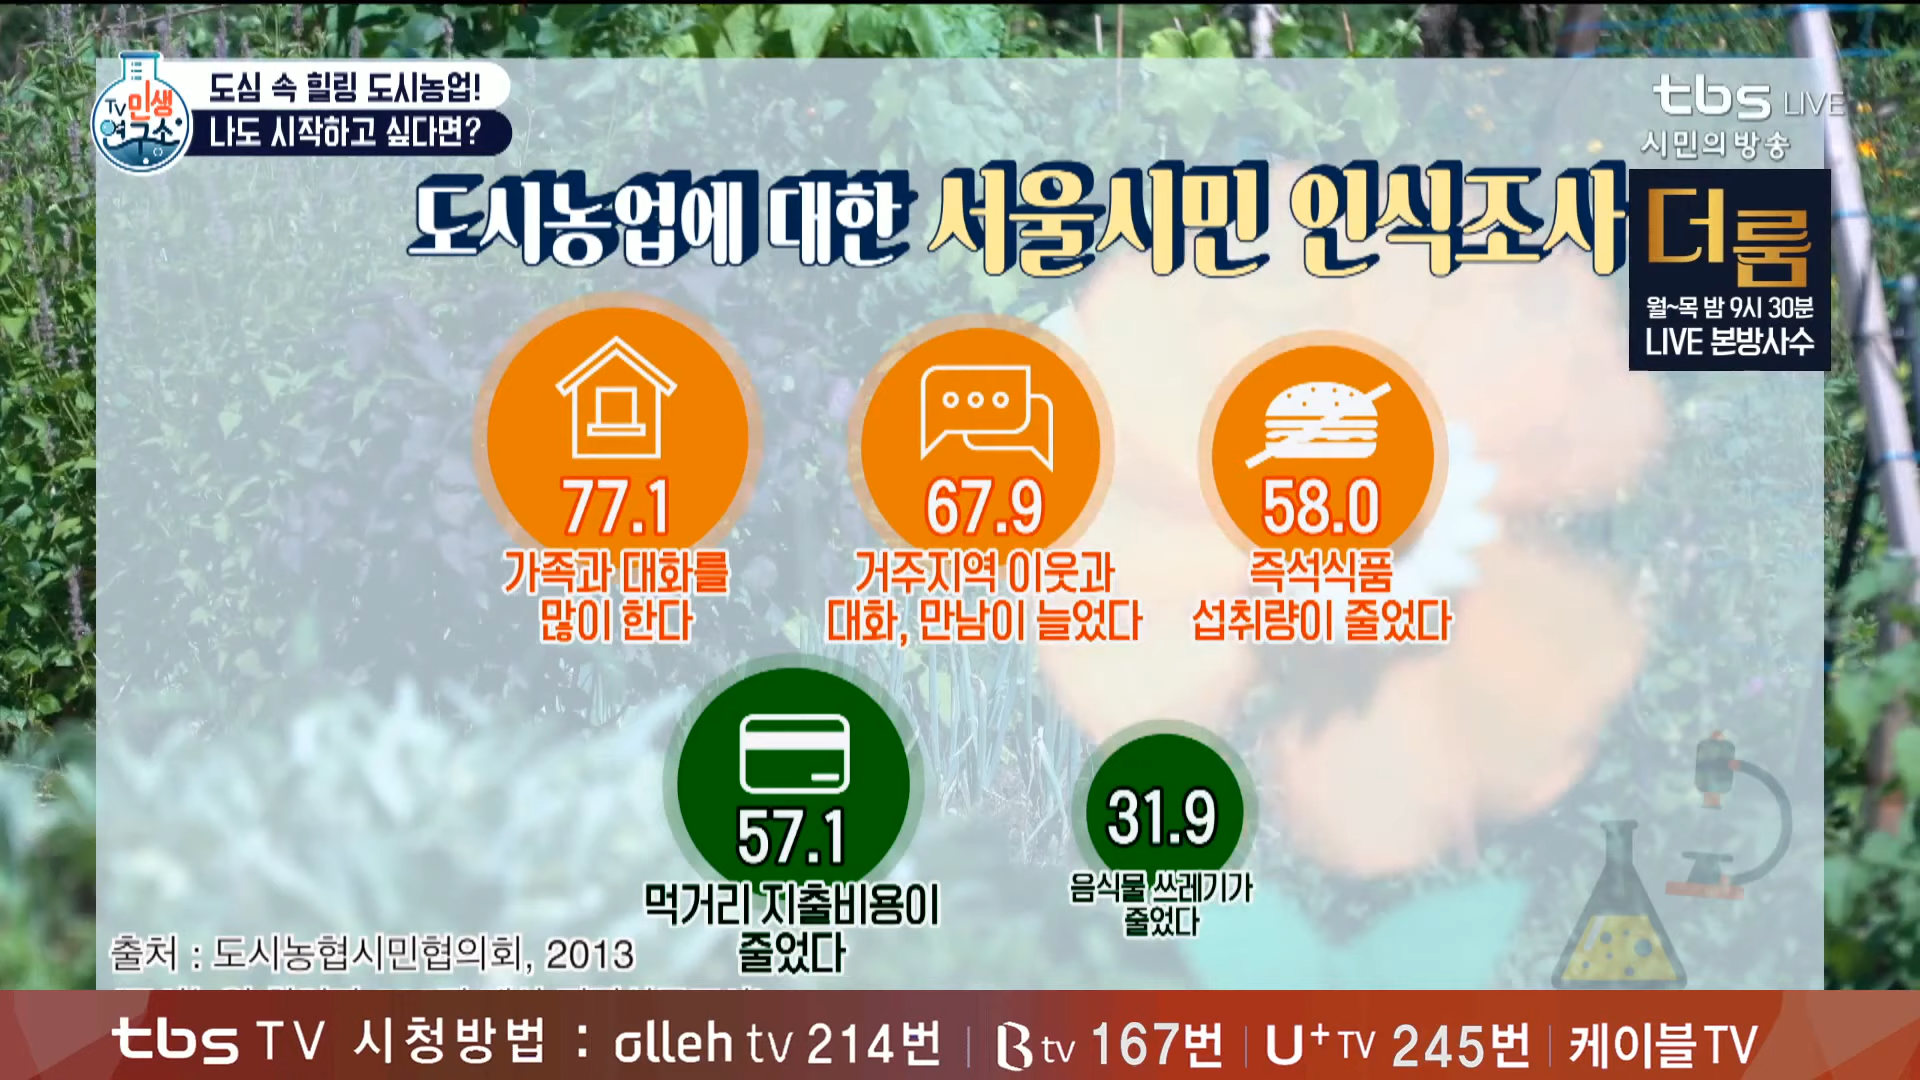 TV 민생
연구소
도심 속 힐링 도시농업!
나도 시작하고 싶다면?
tbs LIVE
시민의방송
더룸
월~목 밤 9시 30분
LIVE 본방사수
도시농업에 대한 서울시민 인식조사
77.1
가족과 대화를
많이 한다
67.9
거주지역 이웃과
대화, 만남이 늘었다
58.0
즉석식품
섭취량이 줄었다
57.1
먹거리 지출비용이
줄었다
31.9
음식물 쓰레기가
줄었다
출처 : 도시농협시민협의회, 2013
tbs TV 시청방법 : olleh tv 214번 | B tv 167번 | U+ TV 245번 | 케이블TV